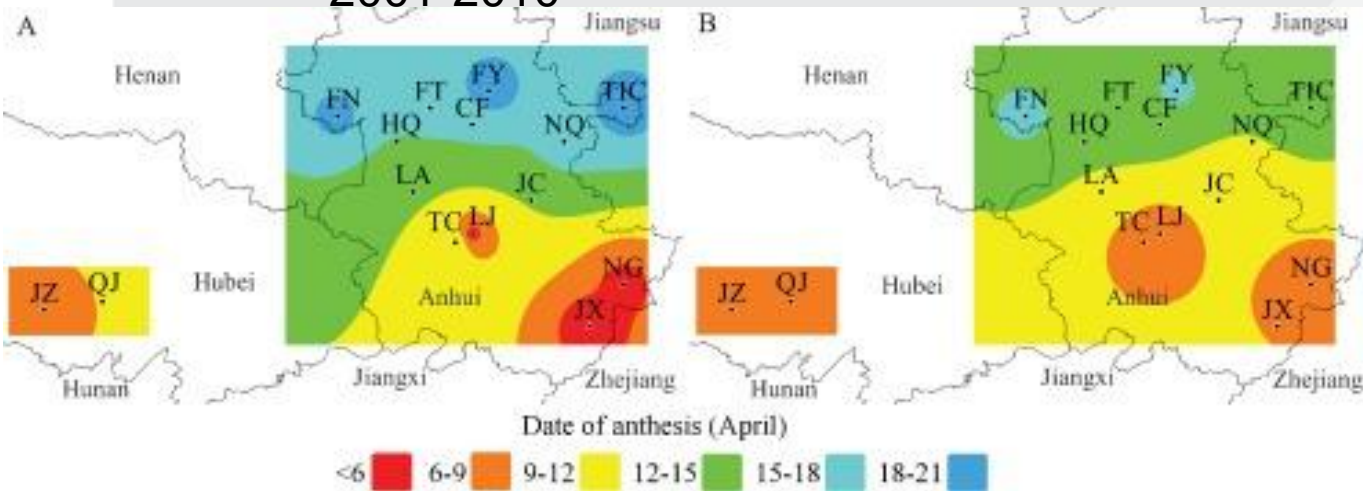 A
Jiangsu
Henan
FN
FT
FY
CF
TIC
HQ
NQ
LA
JC
TC
LJ
NG
JZ
QJ
Hubei
Anhui
JX
Hunan
Jiangxi
Zhejiang
B
Jiangsu
Henan
FN
FT
FY
CF
TIC
HQ
NQ
LA
JC
TC
LJ
NG
JZ
QJ
Hubei
Anhui
JX
Hunan
Jiangxi
Zhejiang
Date of anthesis (April)
<6 6-9 9-12 12-15 15-18 18-21